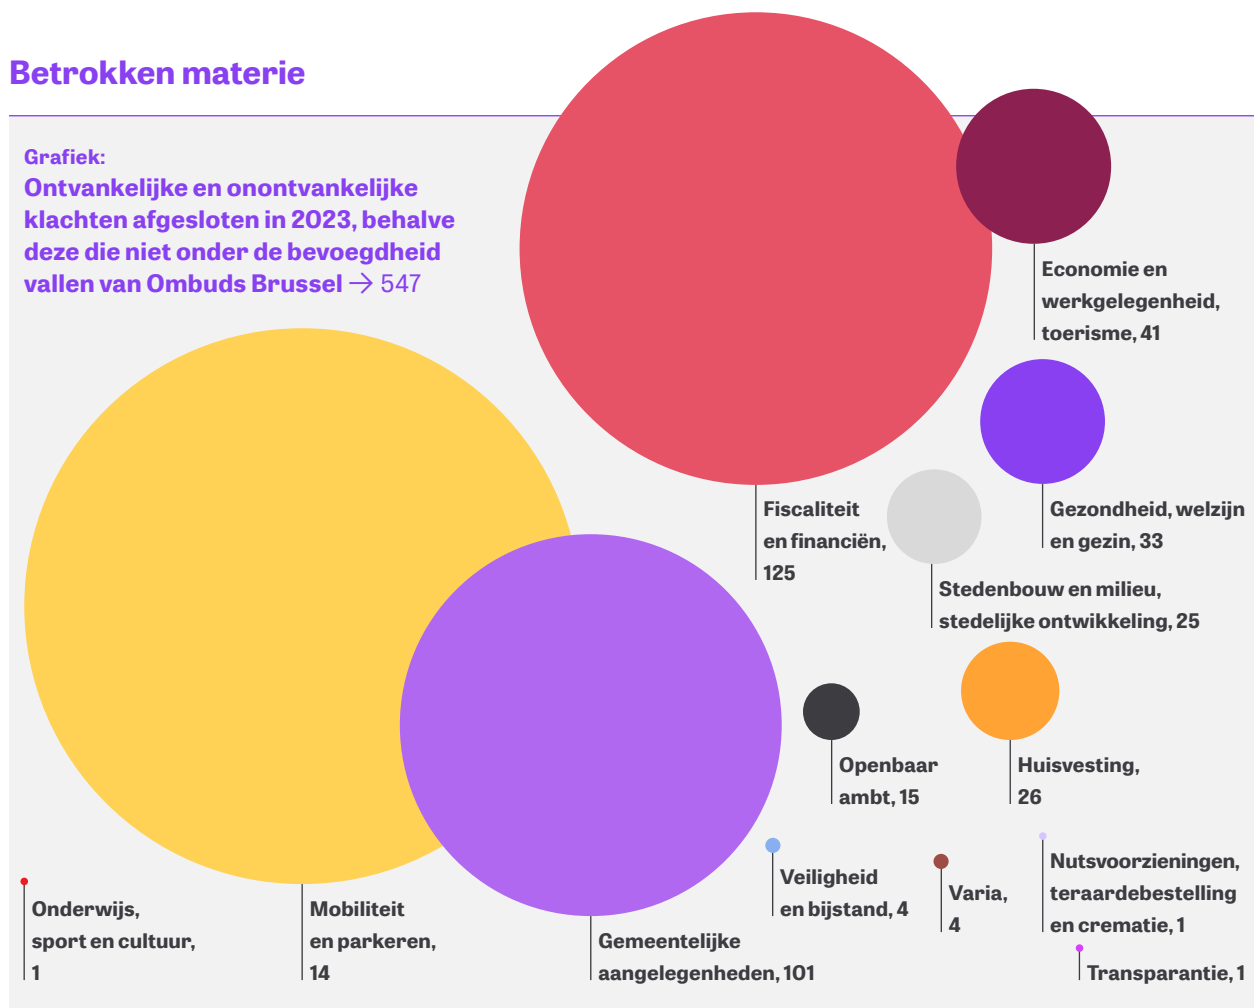 Betrokken materie
Grafiek:
Ontvankelijke en onontvankelijke
klachten afgesloten in 2023, behalve
deze die niet onder de bevoegdheid
vallen van Ombuds Brussel → 547
Economie en
werkgelegenheid,
toerisme, 41
Fiscaliteit
en financiën,
125
Gezondheid, welzijn
en gezin, 33
Stedenbouw en milieu,
stedelijke ontwikkeling, 25
Openbaar
ambt, 15
Huisvesting,
26
Onderwijs,
sport en cultuur,
1
Mobiliteit
en parkeren,
14
Gemeentelijke
aangelegenheden, 101
Veiligheid
en bijstand, 4
Varia,
4
Nutsvoorzieningen,
teraardebestelling
en crematie, 1
Transparantie, 1